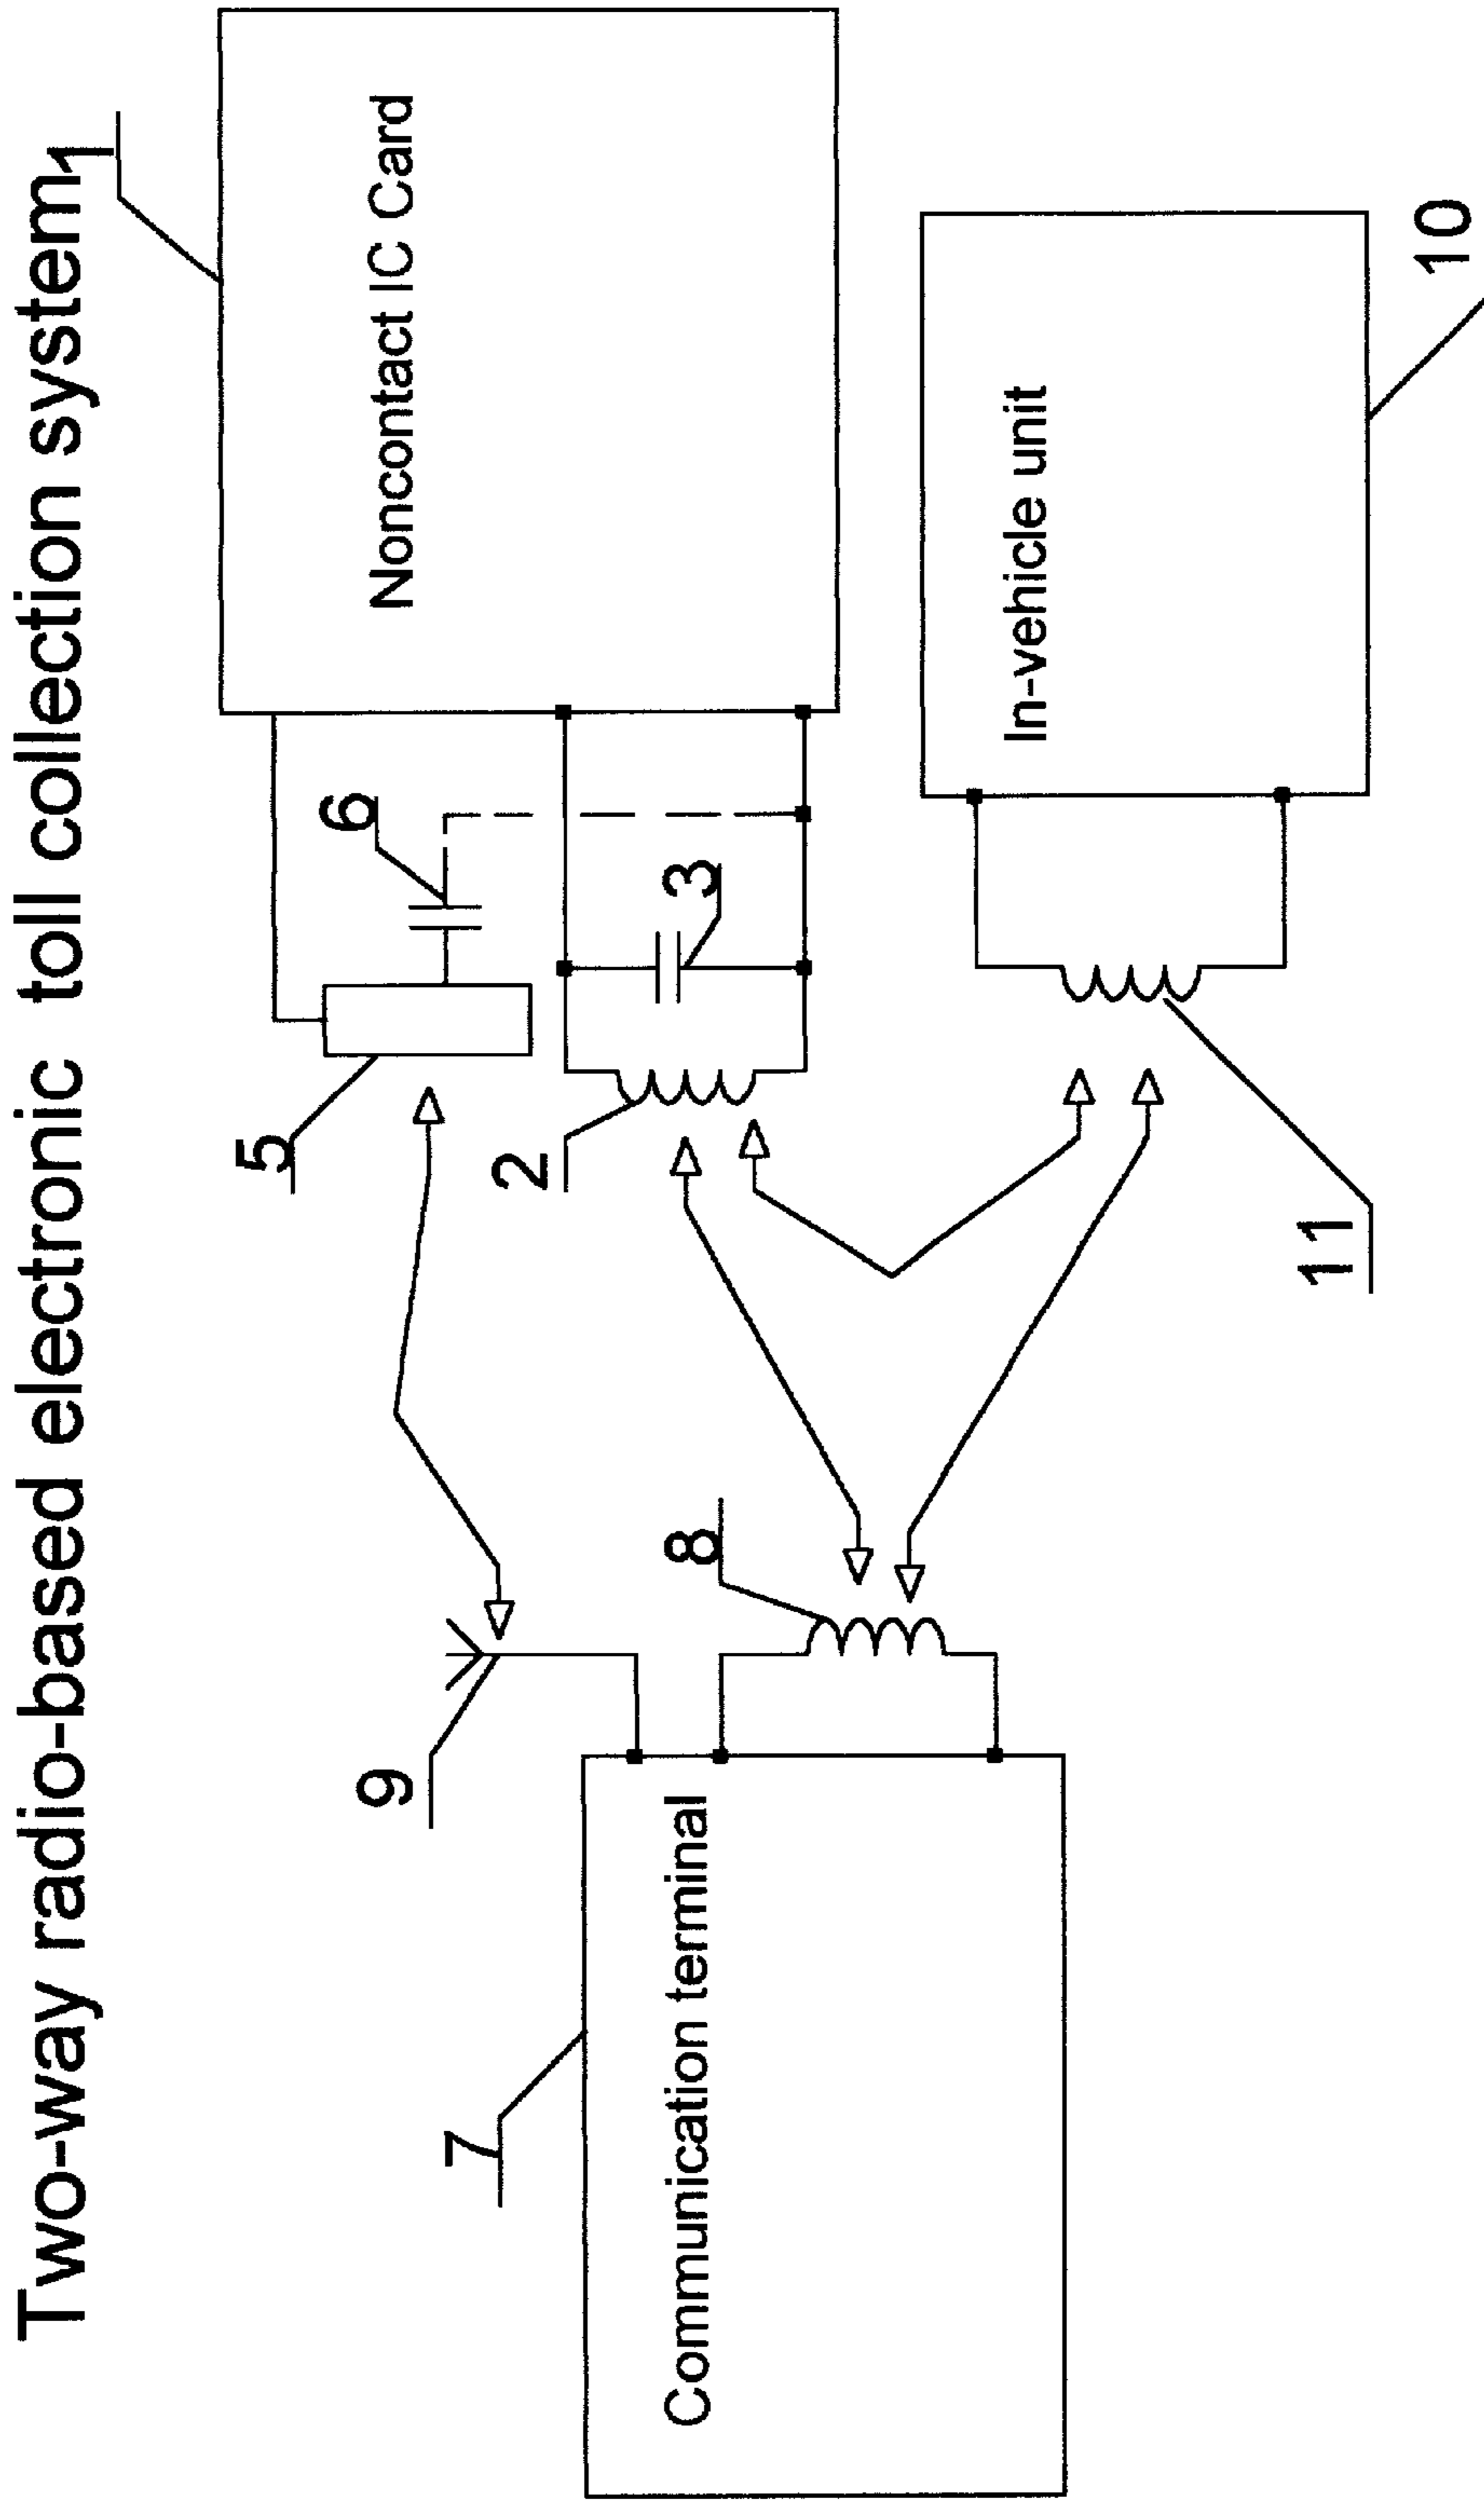 Two-way radio-based electronic toll collection system
1
Noncontact IC Card
5
6
2
3
9
8
7
Communication terminal
In-vehicle unit
11
10